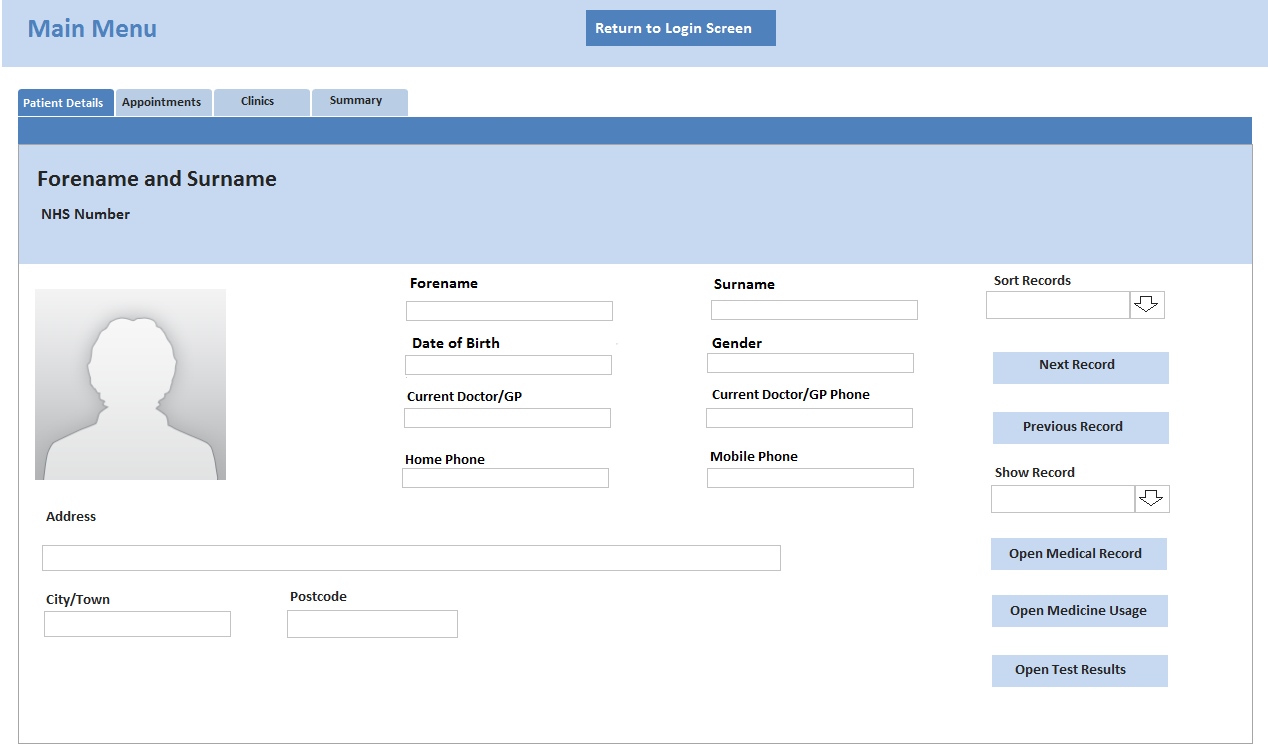 Main Menu
Return to Login Screen
Patient Details
Appointments
Clinics
Summary
Forename and Surname
NHS Number
Forename
Surname
Sort Records
Date of Birth
Gender
Next Record
Current Doctor/GP
Current Doctor/GP Phone
Previous Record
Home Phone
Mobile Phone
Show Record
Address
Open Medical Record
City/Town
Postcode
Open Medicine Usage
Open Test Results